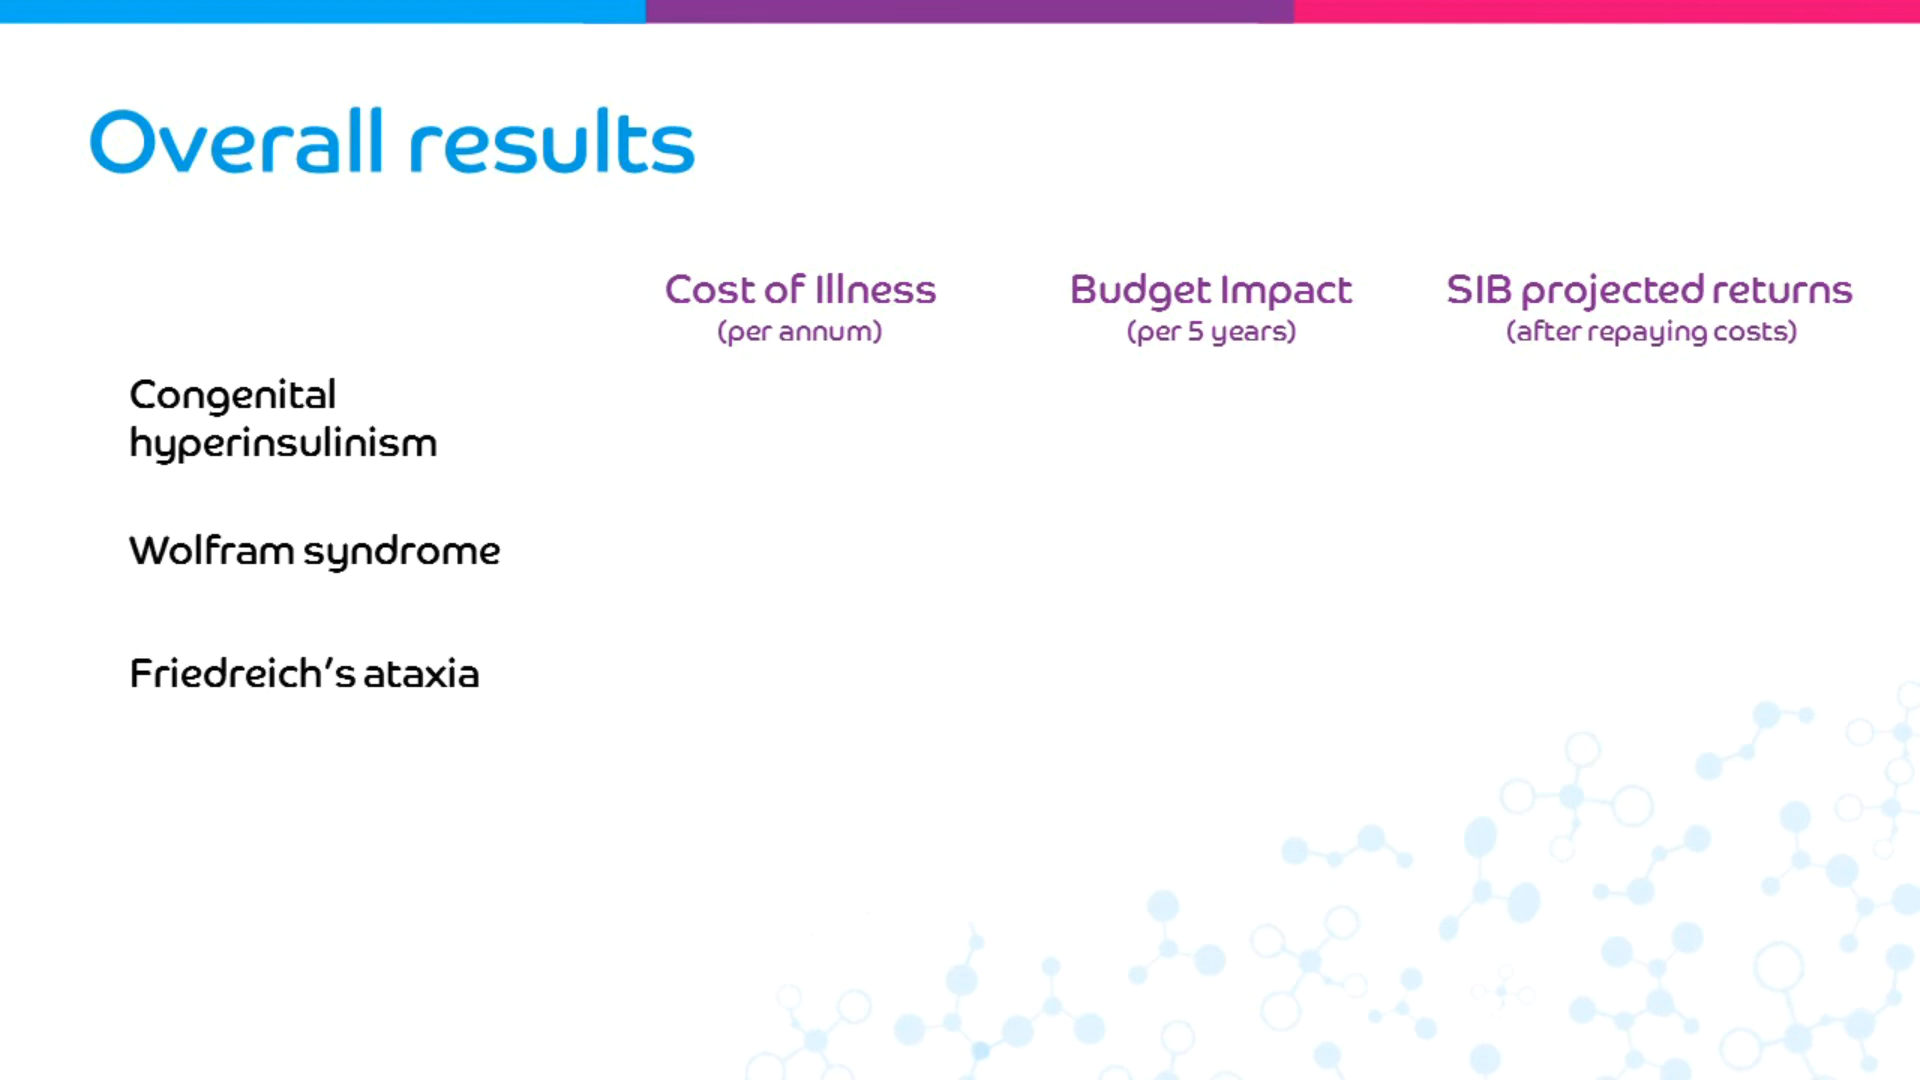 Overall results
Cost of Illness
(per annum)
Budget Impact
(per 5 years)
SIB projected returns
(after repaying costs)
Congenital
hyperinsulinism
Wolfram syndrome
Friedreich's ataxia